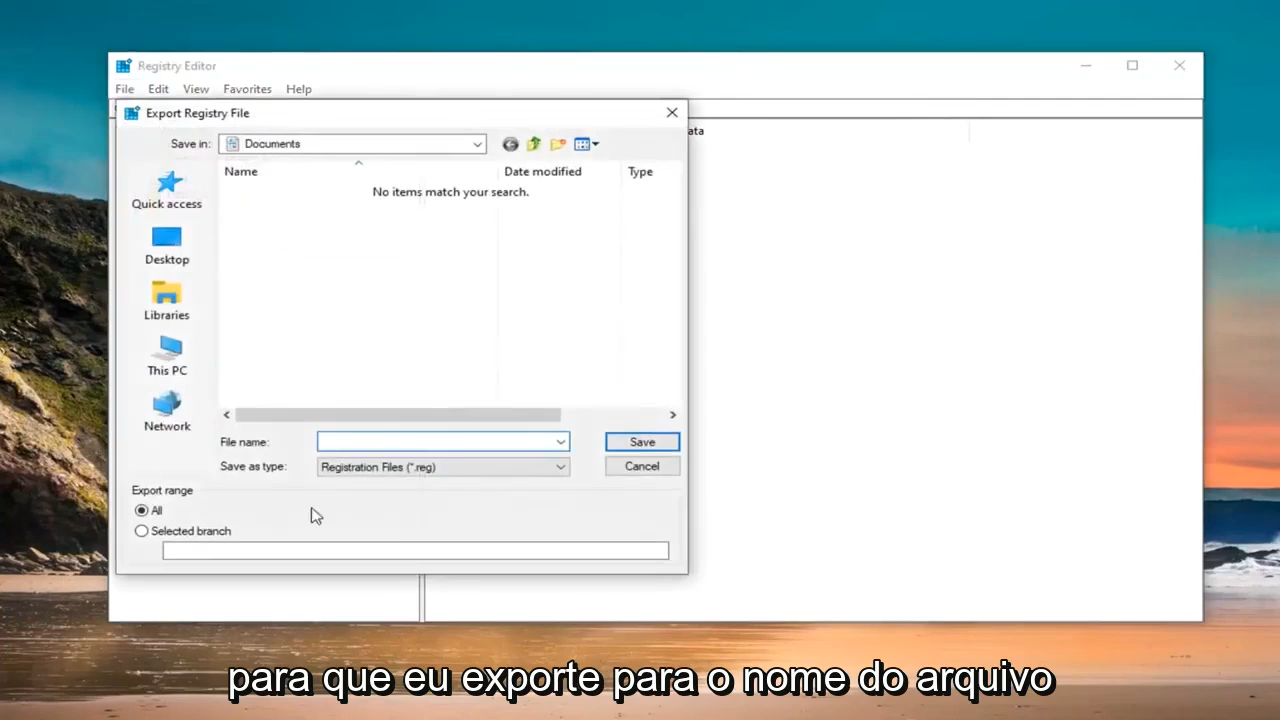 Registry Editor
File Edit View Favorites Help
Export Registry File
Save in: Documents
ata
Name Date modified Type
No items match your search.
Quick access
Desktop
Libraries
This PC
Network
File name: Save
Save as type: Registration Files (*.reg) Cancel
Export range
All
Selected branch
para que eu exporte para o nome do arquivo